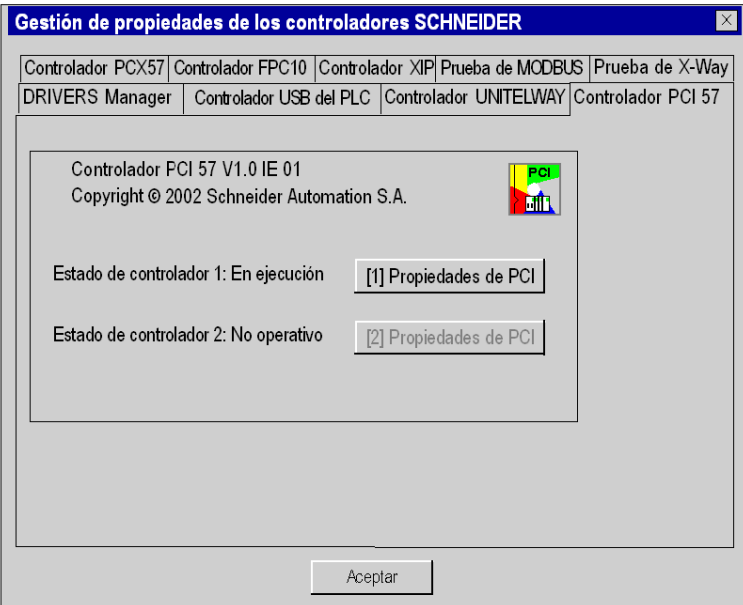 Gestión de propiedades de los controladores SCHNEIDER
Controlador PCX57 Controlador FPC10 Controlador XIP Prueba de MODBUS Prueba de X-Way
DRIVERS Manager Controlador USB del PLC Controlador UNITELWAY Controlador PCI 57
Controlador PCI 57 V1.0 IE 01
Copyright © 2002 Schneider Automation S.A.
PCI
Estado de controlador 1: En ejecución [1] Propiedades de PCI
Estado de controlador 2: No operativo [2] Propiedades de PCI
Aceptar